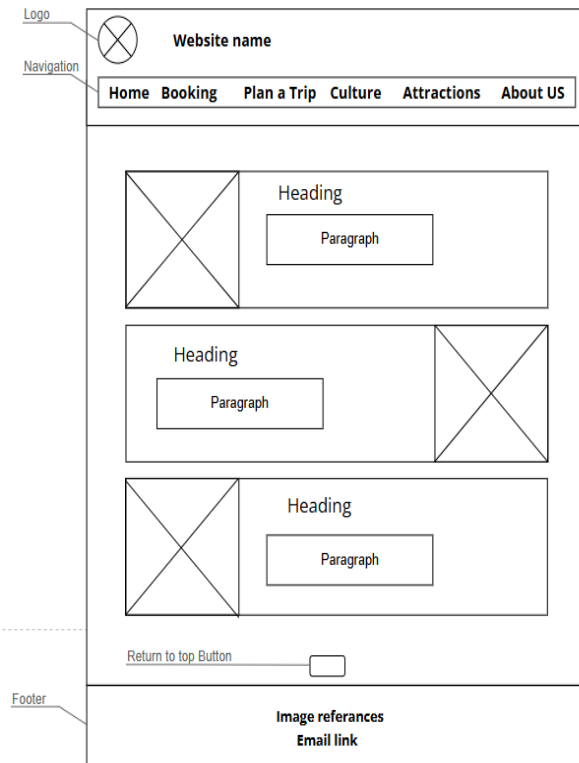 Logo
Website name
Navigation
Home Booking Plan a Trip Culture Attractions About US
Heading
Paragraph
Heading
Paragraph
Heading
Paragraph
Return to top Button
Footer
Image referances
Email link